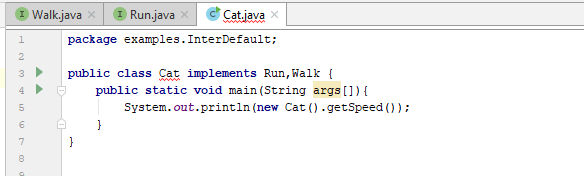 I Walk.java × I Run.java × C Cat.java ×
1 package examples.InterDefault;
2
3 public class Cat implements Run,Walk {
4 public static void main(String args[]){
5 System.out.println(new Cat().getSpeed());
6 }
7 }
8
9